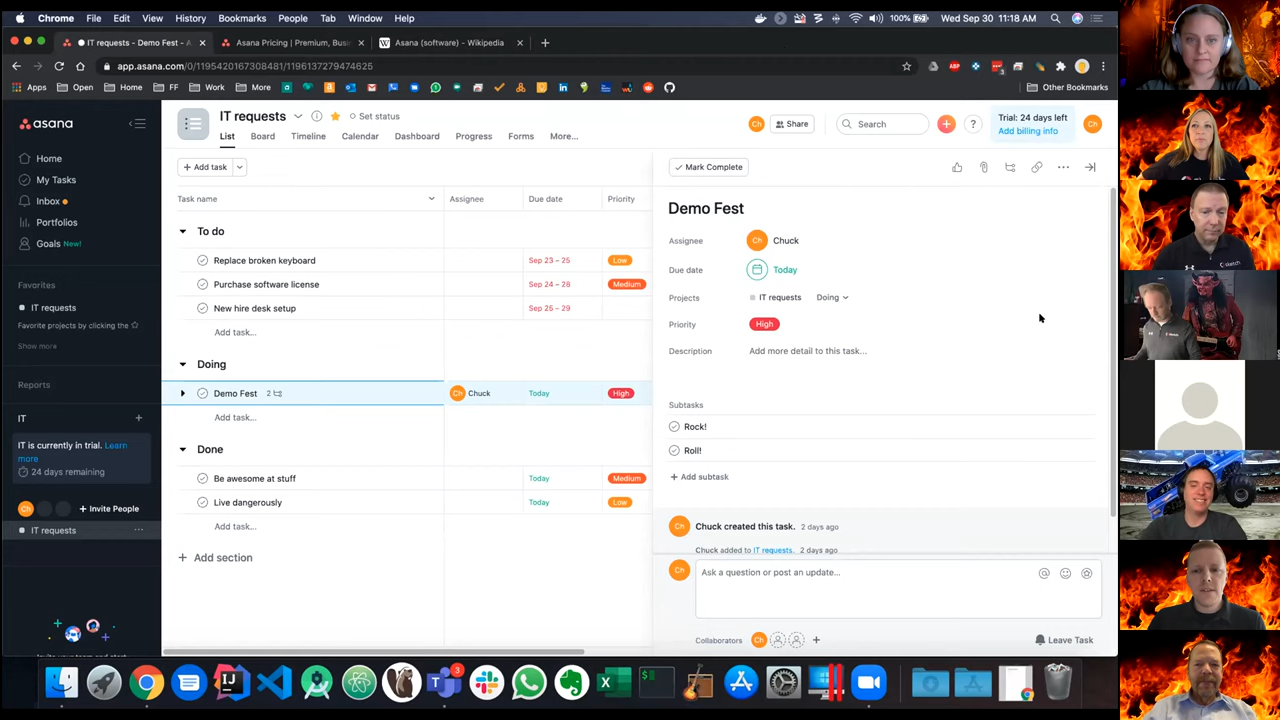 Chrome File Edit View History Bookmarks People Tab Window Help 100% Wed Sep 30 11:18 AM
IT requests - Demo Fest - A Asana Pricing | Premium, Busi Asana (software) - Wikipedia
app.asana.com/0/1195420167308481/1196137279474625
Apps Open Home FF Work More Other Bookmarks
asana
Home
My Tasks
Inbox
Portfolios
Goals New!
Favorites
IT requests
Favorite projects by clicking the
Show more
Reports
IT
IT is currently in trial. Learn
more
24 days remaining
Ch Invite People
IT requests
IT requests Set status
List Board Timeline Calendar Dashboard Progress Forms More...
Ch Share Search ? Trial: 24 days left
Add billing info
Ch
Add task
Task name Assignee Due date Priority
To do
Replace broken keyboard Sep 23 – 25 Low
Purchase software license Sep 24 – 28 Medium
New hire desk setup Sep 25 – 29
Add task...
Doing
Demo Fest 2 Ch Chuck Today High
Add task...
Done
Be awesome at stuff Today Medium
Live dangerously Today Low
Add task...
Add section
Mark Complete
Demo Fest
Assignee Ch Chuck
Due date Today
Projects IT requests Doing
Priority High
Description Add more detail to this task...
Subtasks
Rock!
Roll!
Add subtask
Ch Chuck created this task. 2 days ago
Chuck added to IT requests. 2 days ago
Ch Ask a question or post an update...
Collaborators Ch Leave Task